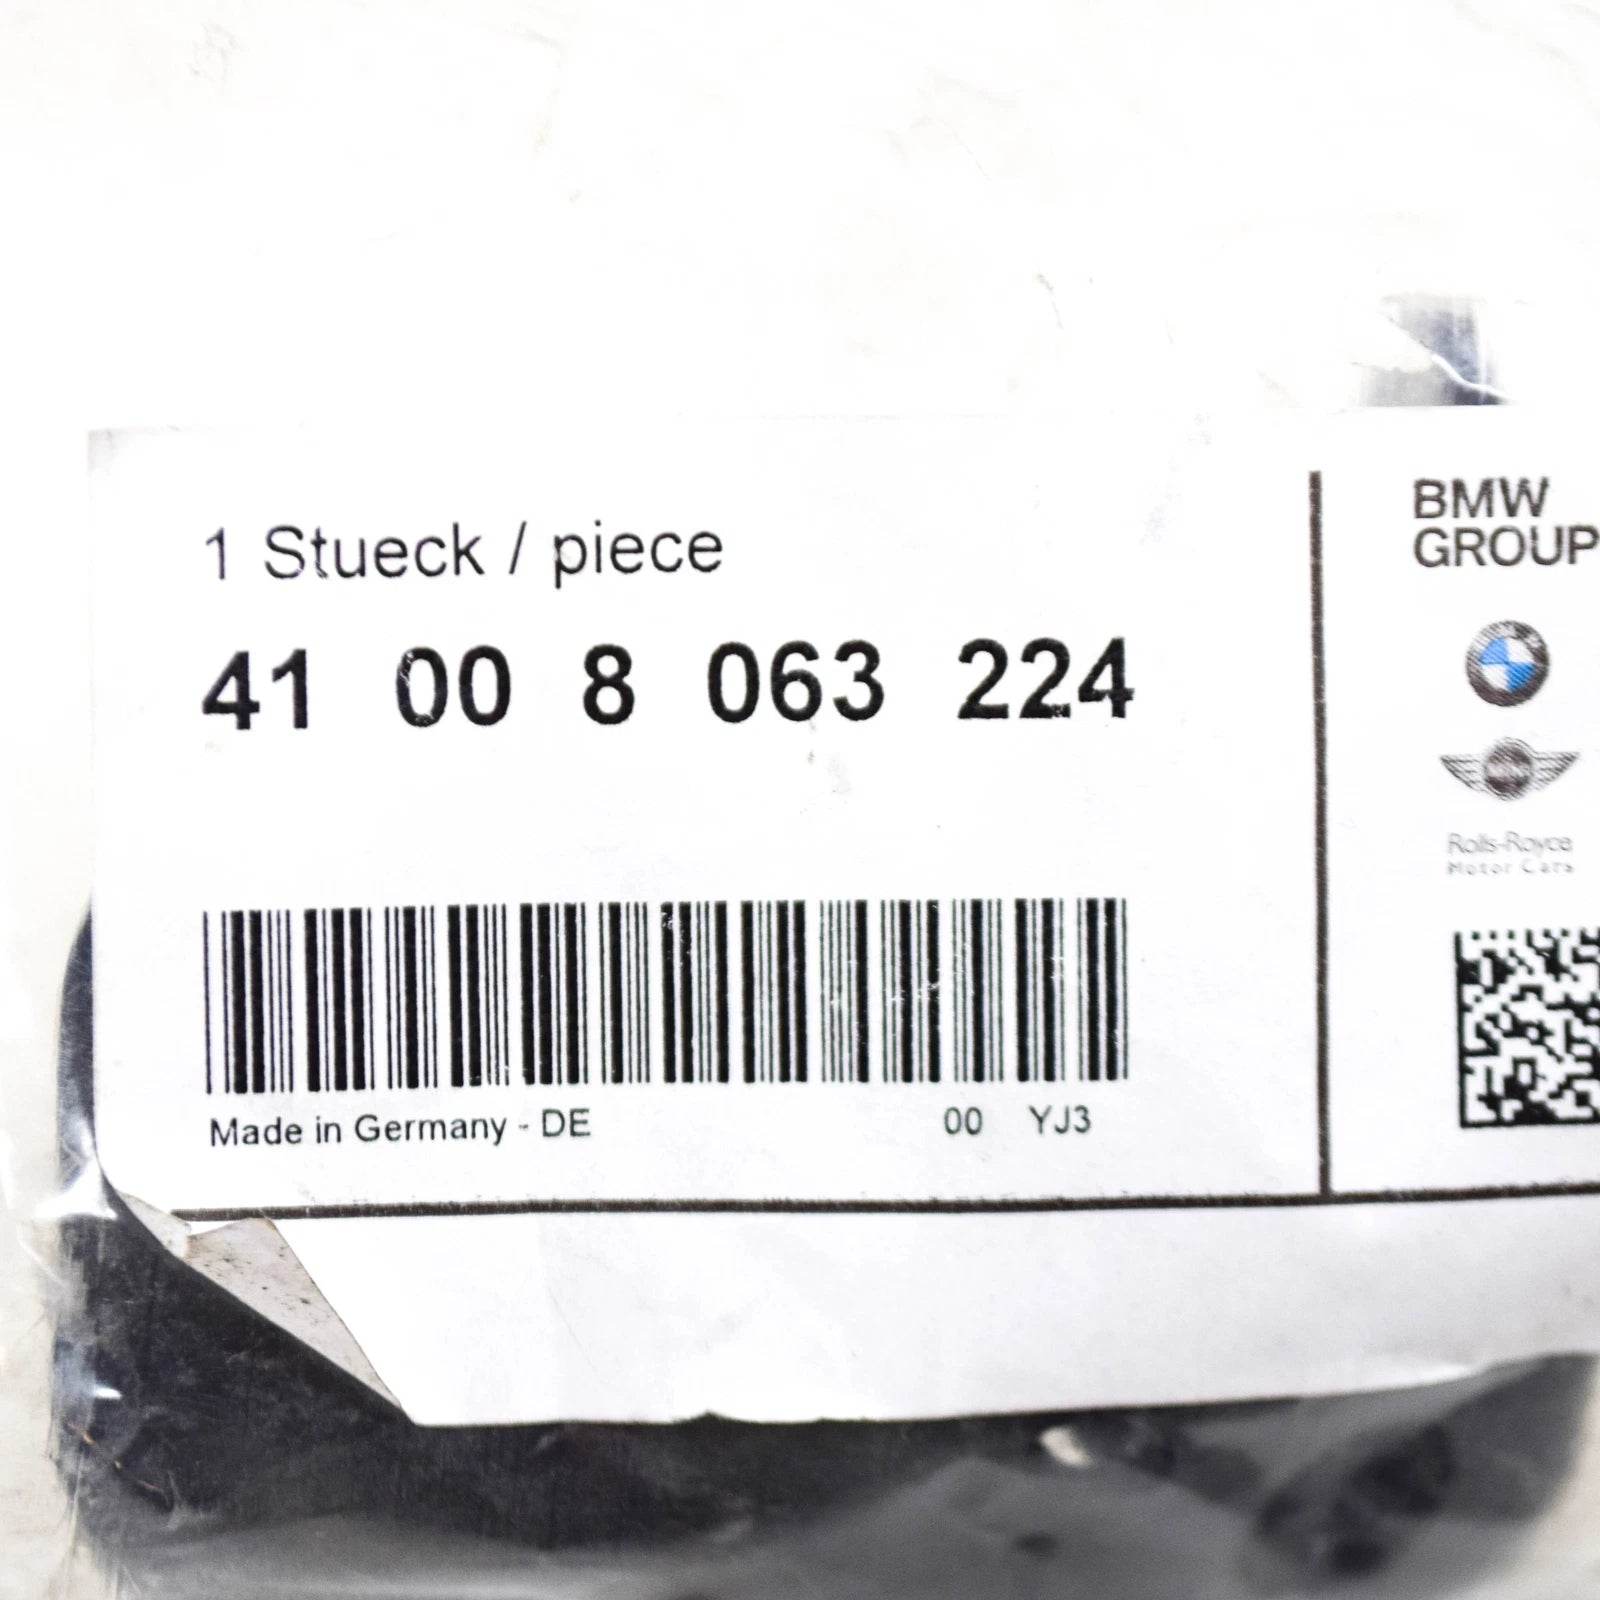 1 Stueck / piece
41 00 8 063 224
Made in Germany - DE
00 YJ3
BMW
GROUP
MINI
Rolls-Royce
Motor Cars